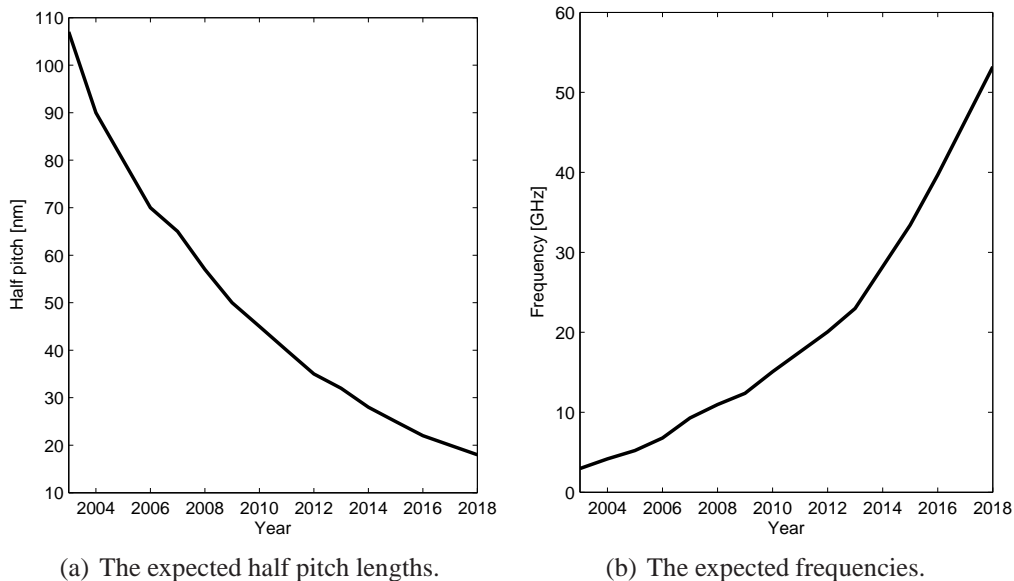 110
100
90
80
70
60
50
40
30
20
10
Half pitch [nm]
2004 2006 2008 2010 2012 2014 2016 2018
Year
(a) The expected half pitch lengths.
60
50
40
30
20
10
0
Frequency [GHz]
2004 2006 2008 2010 2012 2014 2016 2018
Year
(b) The expected frequencies.